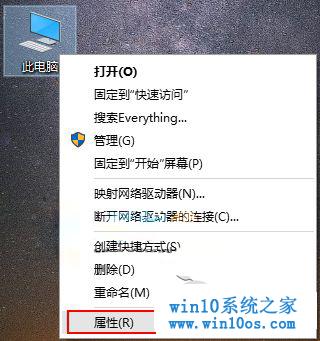 此电脑
打开(O)
固定到“快速访问”
搜索Everything...
管理(G)
固定到“开始”屏幕(P)
映射网络驱动器(N)...
断开网络驱动器的连接(C)...
创建快捷方式(S)
删除(D)
重命名(M)
属性(R)
win10系统之家
www.win10os.com